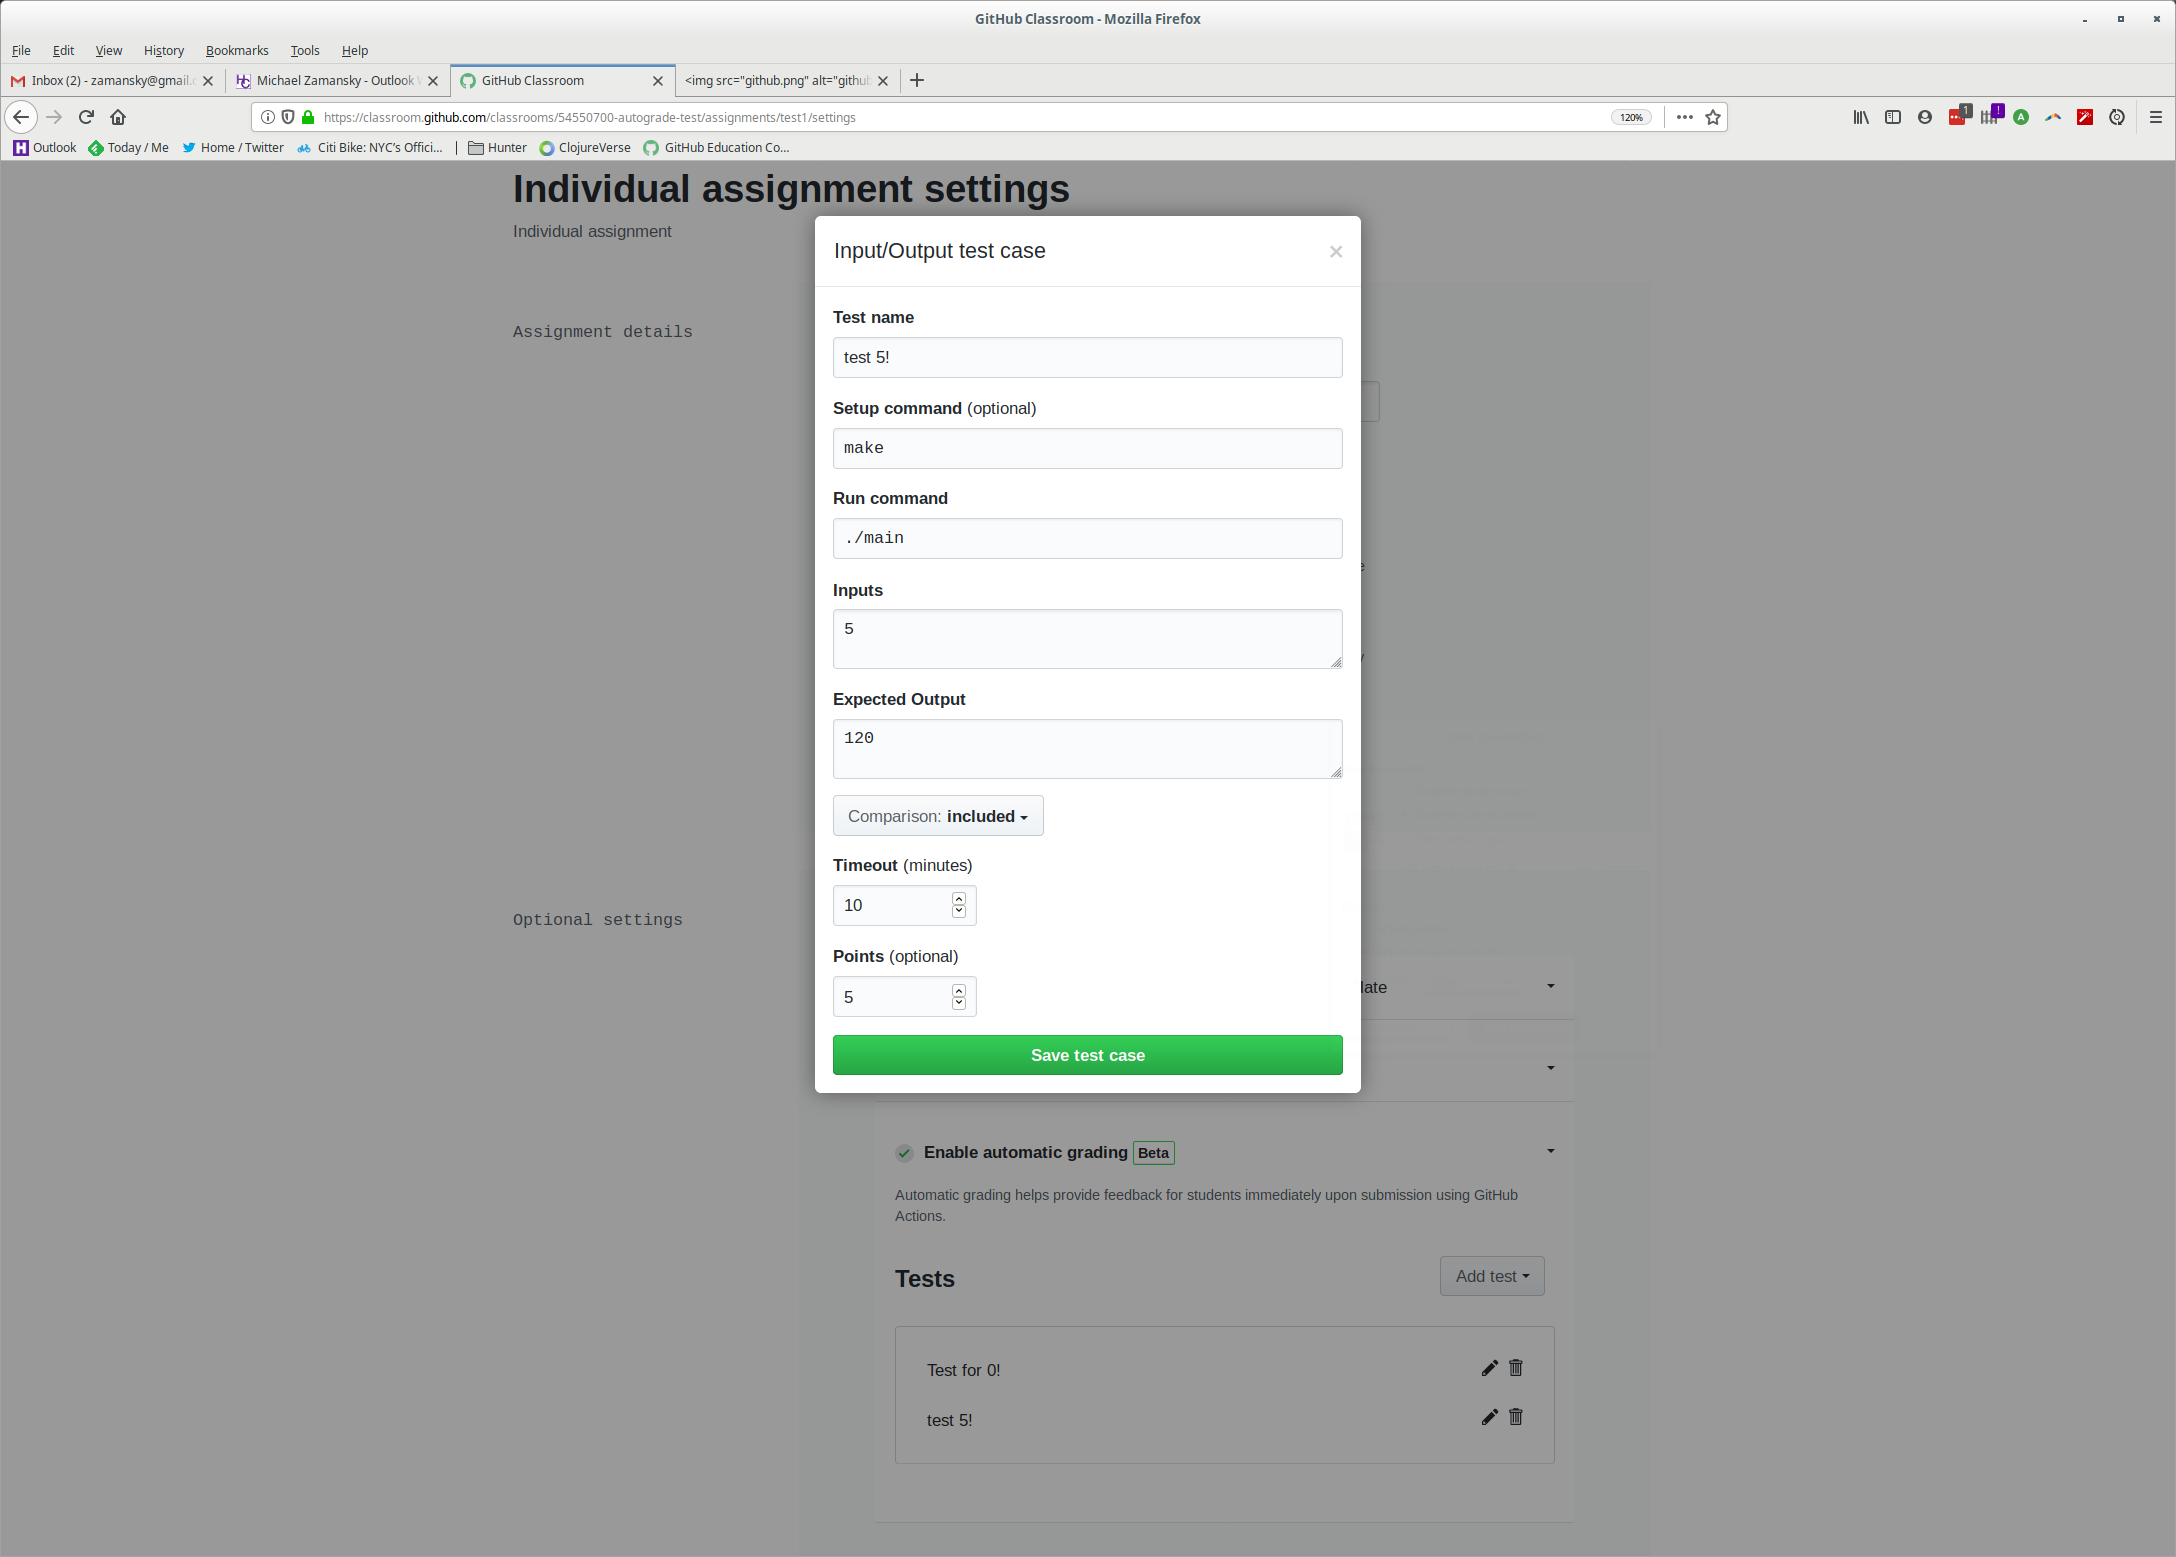 GitHub Classroom - Mozilla Firefox
File Edit View History Bookmarks Tools Help
Inbox (2) - zamansky@gmail. Michael Zamansky - Outlook GitHub Classroom <img src="github.png" alt="githu
https://classroom.github.com/classrooms/54550700-autograde-test/assignments/test1/settings 120%
Outlook Today / Me Home / Twitter Citi Bike: NYC's Offici... Hunter ClojureVerse GitHub Education Co...
Individual assignment settings
Individual assignment
Input/Output test case
Test name
Assignment details
test 5!
Setup command (optional)
make
Run command
./main
Inputs
5
Expected Output
120
Comparison: included
Timeout (minutes)
10
Optional settings
Points (optional)
5
late
Save test case
Enable automatic grading Beta
Automatic grading helps provide feedback for students immediately upon submission using GitHub
Actions.
Tests
Add test
Test for 0!
test 5!